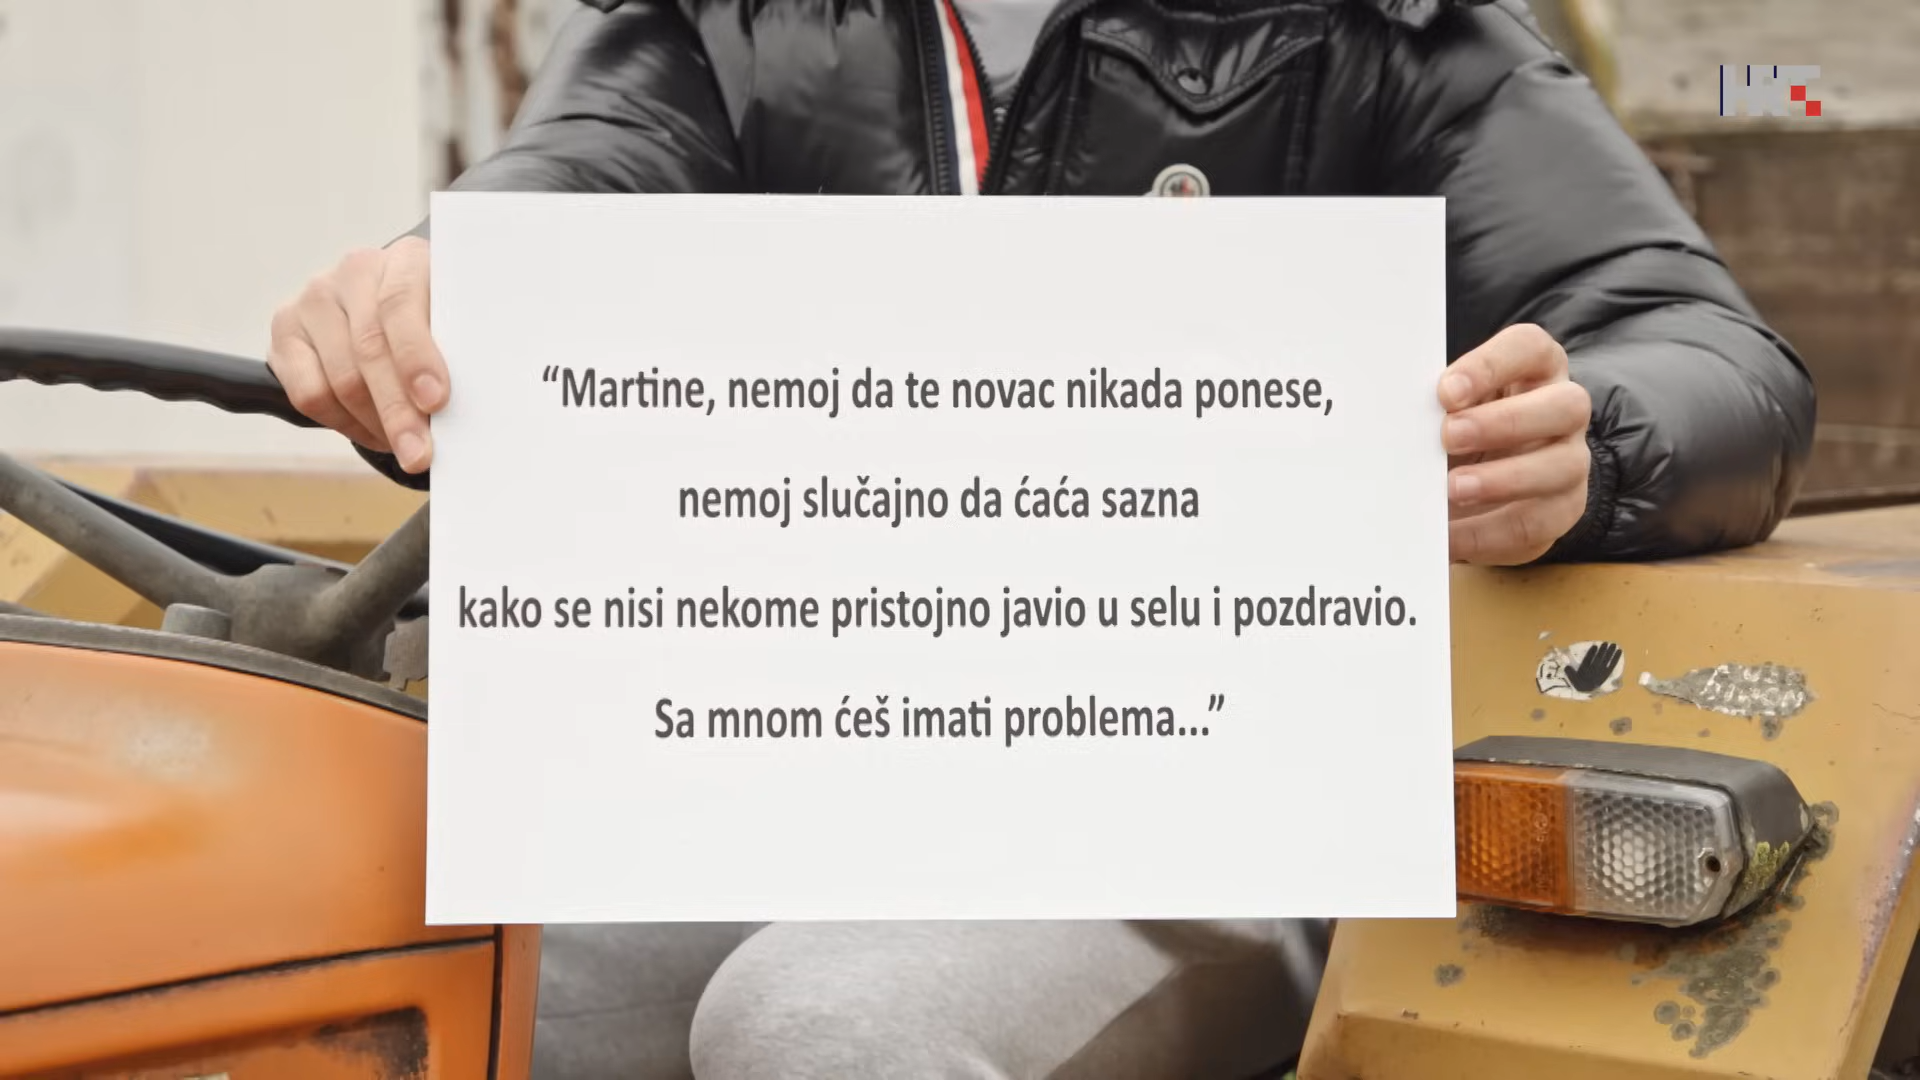 HRT
“Martine, nemoj da te novac nikada ponese,
nemoj slučajno da ćaća sazna
kako se nisi nekome pristojno javio u selu i pozdravio.
Sa mnom ćeš imati problema...”